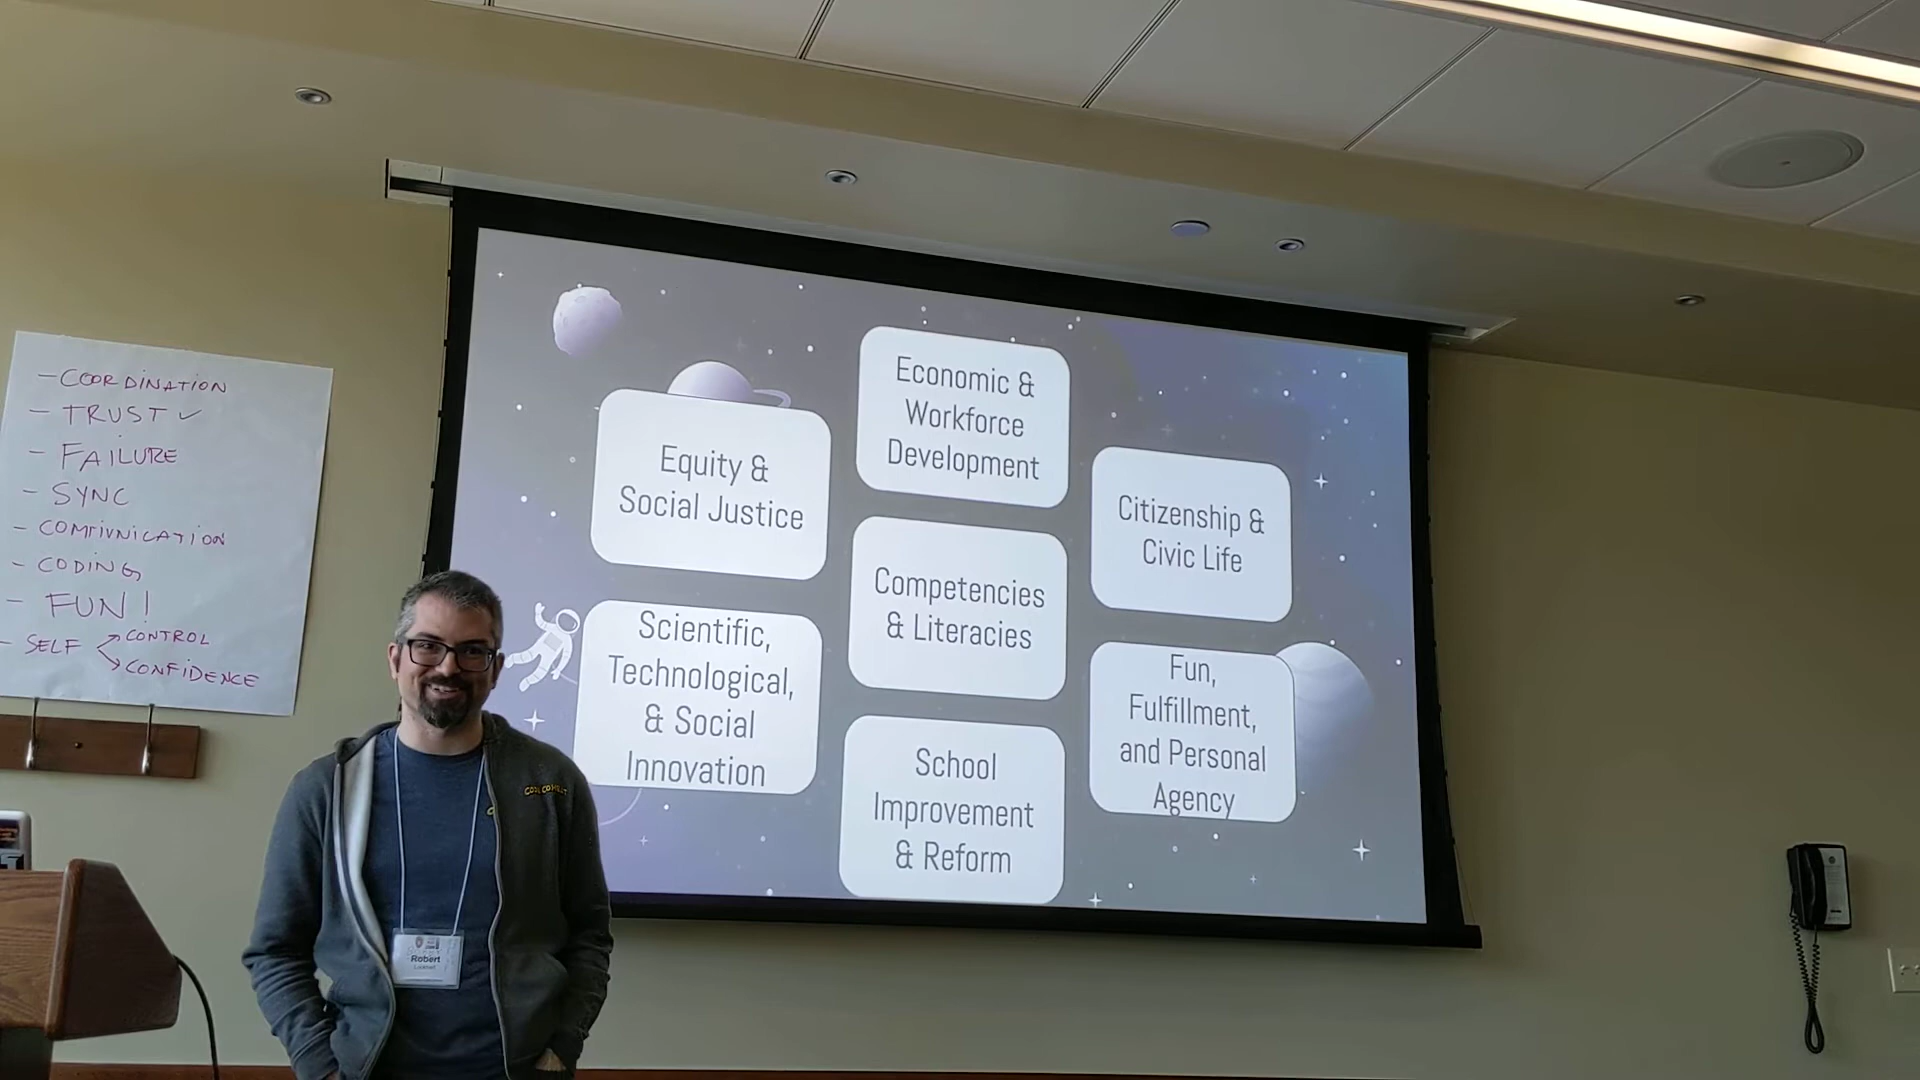 - COORDINATION
- TRUST ✓
- FAILURE
- SYNC
- COMMUNICATION
- CODING
- FUN!
- SELF
CONTROL
CONFIDENCE
Equity &
Social Justice
Scientific,
Technological,
& Social
Innovation
Economic &
Workforce
Development
Competencies
& Literacies
School
Improvement
& Reform
Citizenship &
Civic Life
Fun,
Fulfillment,
and Personal
Agency
Robert